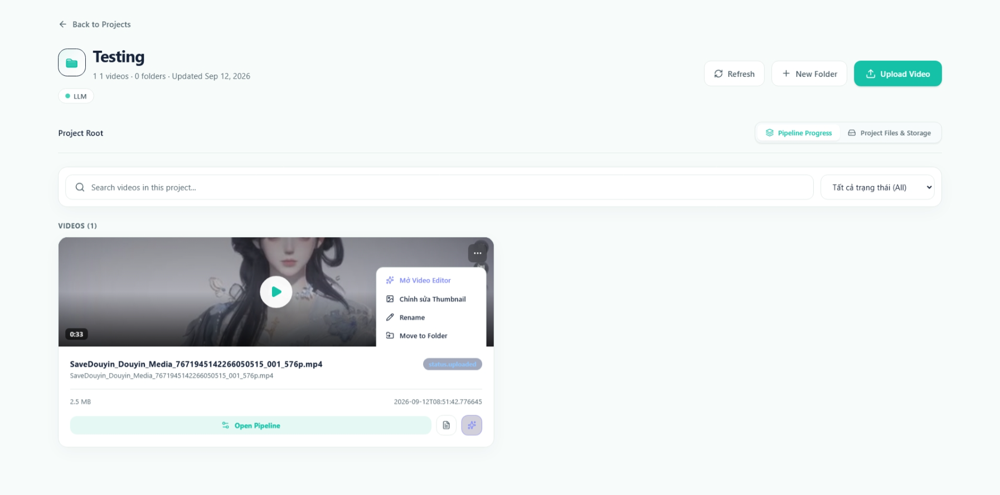 Back to Projects
Testing
1 1 videos · 0 folders · Updated Sep 12, 2026
LLM
Refresh
New Folder
Upload Video
Project Root
Pipeline Progress
Project Files & Storage
Search videos in this project...
Tất cả trạng thái (All)
VIDEOS (1)
Mở Video Editor
Chỉnh sửa Thumbnail
Rename
Move to Folder
0:33
SaveDouyin_Douyin_Media_7671945142266050515_001_576p.mp4
status.uploaded
SaveDouyin_Douyin_Media_7671945142266050515_001_576p.mp4
2.5 MB
2026-09-12T08:51:42.776645
Open Pipeline